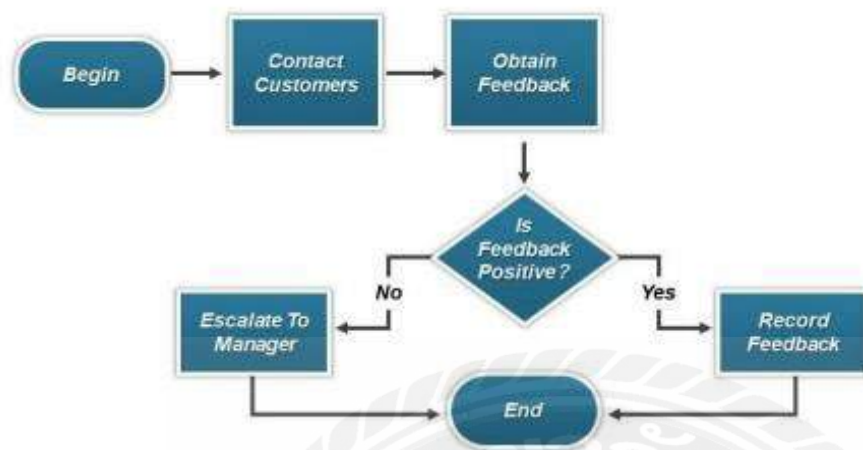 Begin
Contact
Customers
Obtain
Feedback
Is
Feedback
Positive?
No
Yes
Escalate To
Manager
Record
Feedback
End